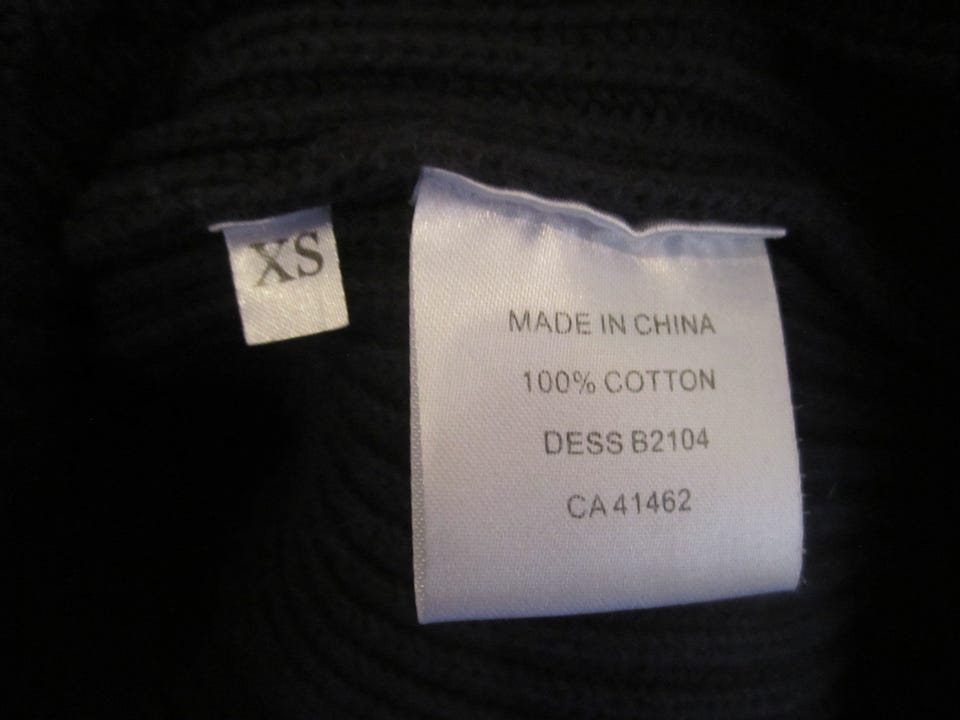 XS
MADE IN CHINA
100% COTTON
DESS B2104
CA 41462